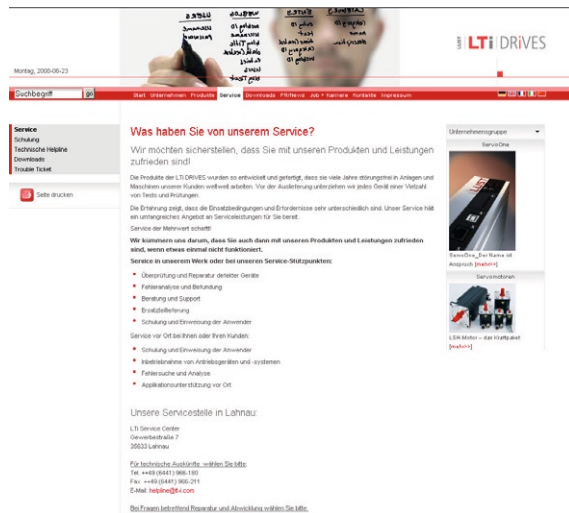 LTi DRiVES
Montag, 2008-06-23
Suchbegriff go
Start Unternehmen Produkte Service Downloads PR/News Job + Karriere Kontakte Impressum
Service
Schulung
Technische Helpline
Downloads
Trouble Ticket
Seite drucken
Was haben Sie von unserem Service?
Wir möchten sicherstellen, dass Sie mit unseren Produkten und Leistungen
zufrieden sind!
Die Produkte der LTi DRIVES wurden so entwickelt und gefertigt, dass sie viele Jahre störungsfrei in Anlagen und
Maschinen unserer Kunden weltweit arbeiten. Vor der Auslieferung unterziehen wir jedes Gerät einer Vielzahl
von Tests und Prüfungen.
Die Erfahrung zeigt, dass die Einsatzbedingungen und Erfordernisse sehr unterschiedlich sind. Unser Service hält
ein umfangreiches Angebot an Serviceleistungen für Sie bereit.
Service der Mehrwert schafft!
Wir kümmern uns darum, dass Sie auch dann mit unseren Produkten und Leistungen zufrieden
sind, wenn etwas einmal nicht funktioniert.
Service in unserem Werk oder bei unseren Service-Stützpunkten:
Überprüfung und Reparatur defekter Geräte
Fehleranalyse und Befundung
Beratung und Support
Ersatzteillieferung
Schulung und Einweisung der Anwender
Service vor Ort bei Ihnen oder Ihren Kunden:
Schulung und Einweisung der Anwender
Inbetriebnahme von Antriebsgeräten und -systemen
Fehlersuche und Analyse
Applikationsunterstützung vor Ort
Unsere Servicestelle in Lahnau:
LTi Service Center
Gewerbestraße 7
35633 Lahnau
Für technische Auskünfte wählen Sie bitte
Tel. ++49 (6441) 966-180
Fax ++49 (6441) 966-211
E-Mail: helpline@lt-i.com
Bei Fragen betreffend Reparatur und Abwicklung wählen Sie bitte.
Unternehmensgruppe
ServoOne
ServoOne_Der Name ist
Anspruch [mehr>>]
Servomotoren
LSH-Motor – das Kraftpaket
[mehr>>]